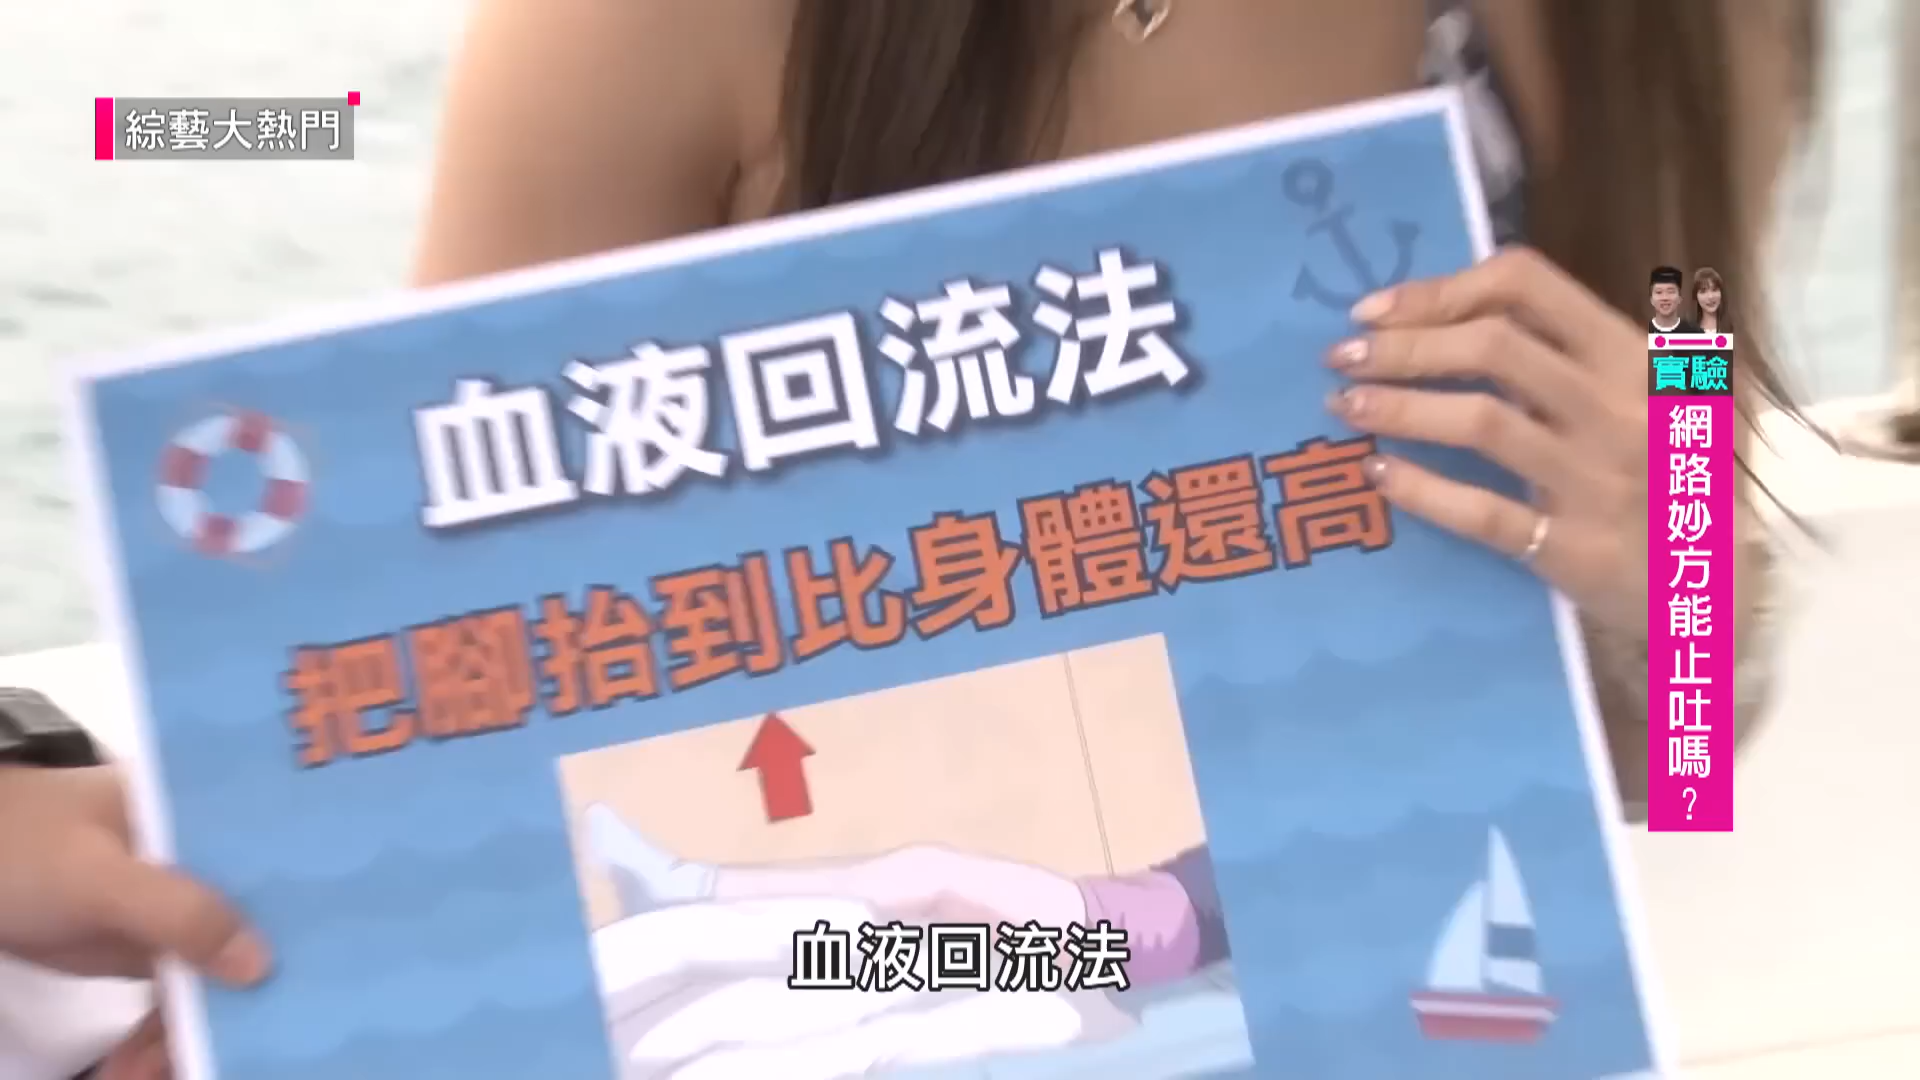 綜藝大熱門
血液回流法
把腳抬到比身體還高
實驗
網路妙方能止吐嗎？
血液回流法